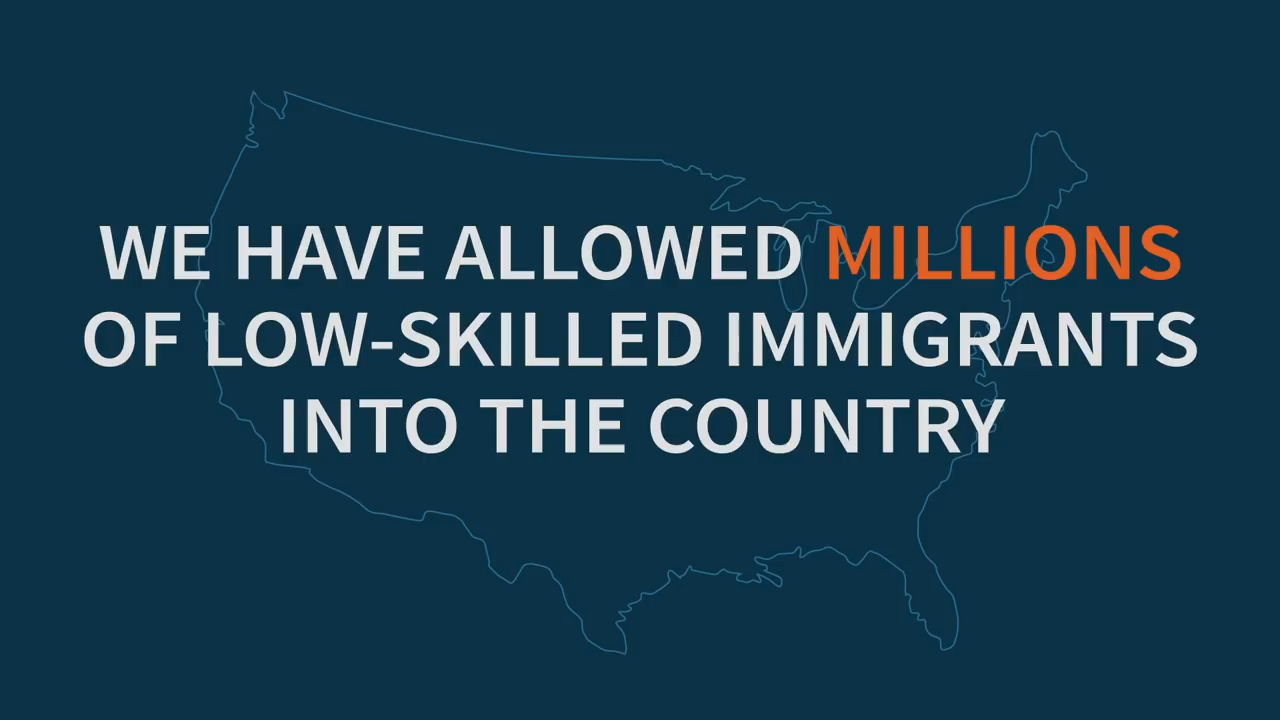 WE HAVE ALLOWED MILLIONS
OF LOW-SKILLED IMMIGRANTS
INTO THE COUNTRY